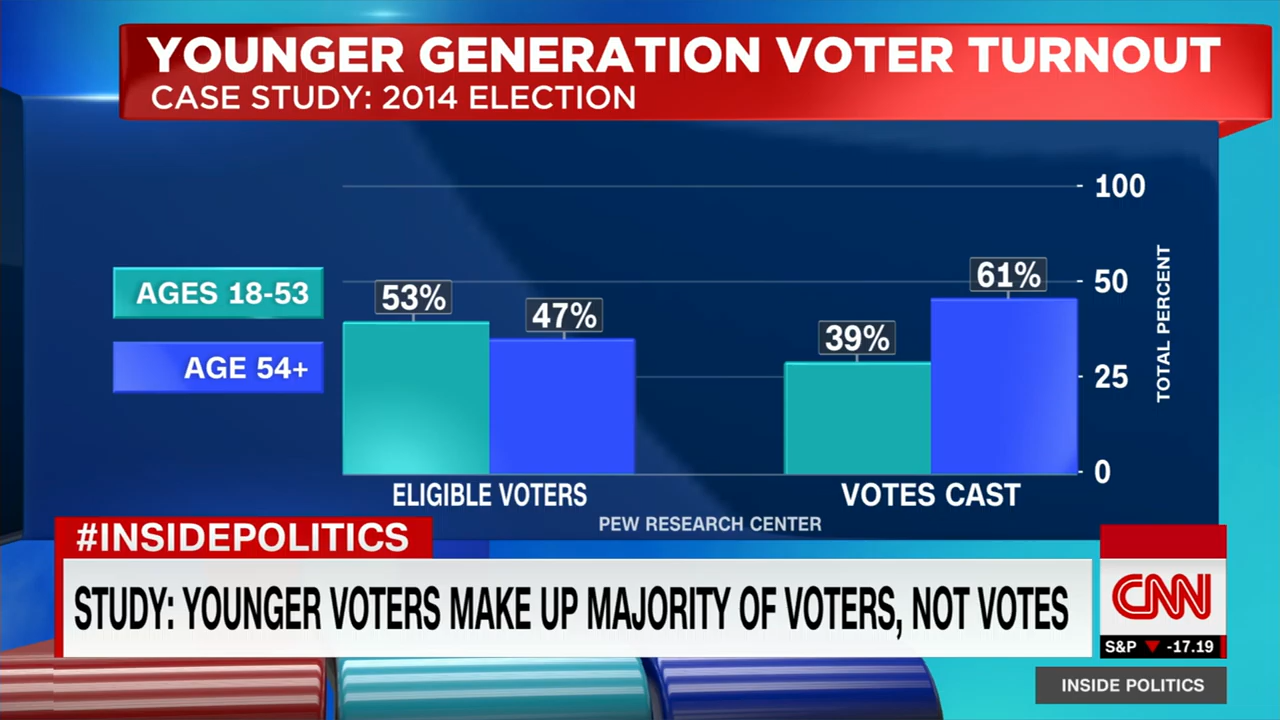 YOUNGER GENERATION VOTER TURNOUT
CASE STUDY: 2014 ELECTION
100
50
25
0
TOTAL PERCENT
AGES 18-53
AGE 54+
53%
47%
39%
61%
ELIGIBLE VOTERS
VOTES CAST
PEW RESEARCH CENTER
#INSIDEPOLITICS
STUDY: YOUNGER VOTERS MAKE UP MAJORITY OF VOTERS, NOT VOTES
CNN
S&P ▼ -17.19
INSIDE POLITICS